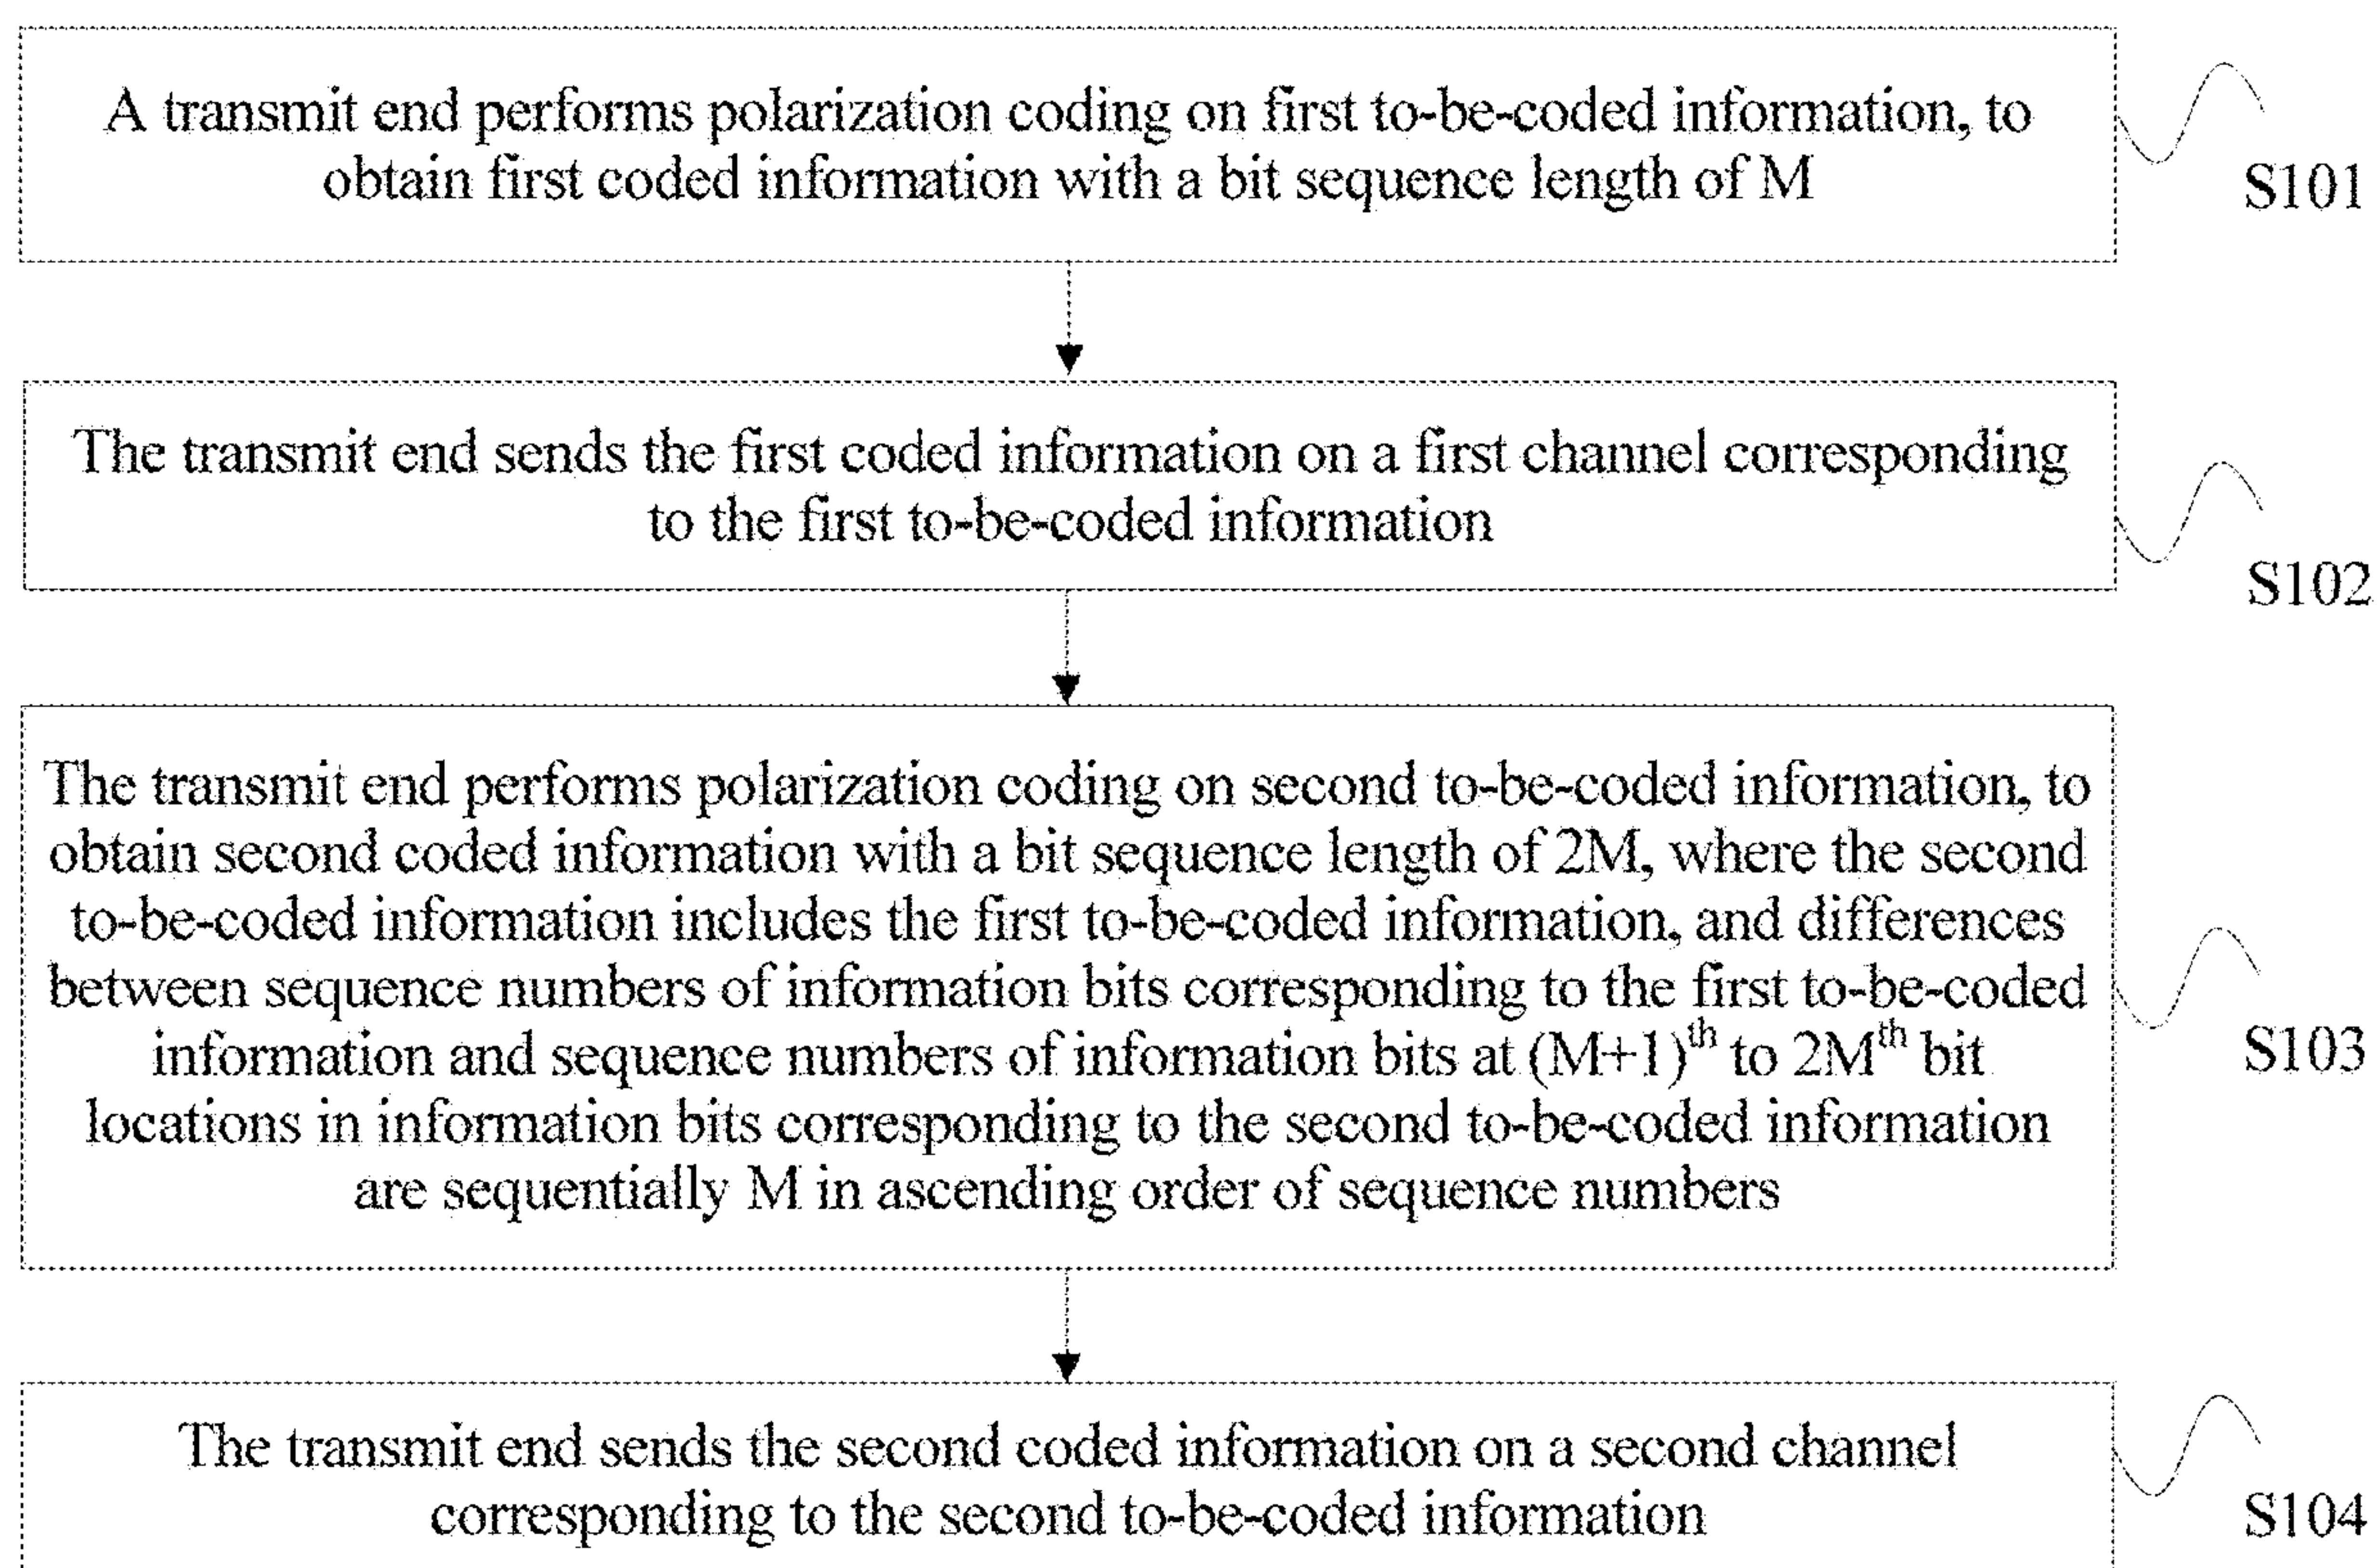 A transmit end performs polarization coding on first to-be-coded information, to
obtain first coded information with a bit sequence length of M
S101
The transmit end sends the first coded information on a first channel corresponding
to the first to-be-coded information
S102
The transmit end performs polarization coding on second to-be-coded information, to
obtain second coded information with a bit sequence length of 2M, where the second
to-be-coded information includes the first to-be-coded information, and differences
between sequence numbers of information bits corresponding to the first to-be-coded
information and sequence numbers of information bits at (M+1)th to 2Mth bit
locations in information bits corresponding to the second to-be-coded information
are sequentially M in ascending order of sequence numbers
S103
The transmit end sends the second coded information on a second channel
corresponding to the second to-be-coded information
S104